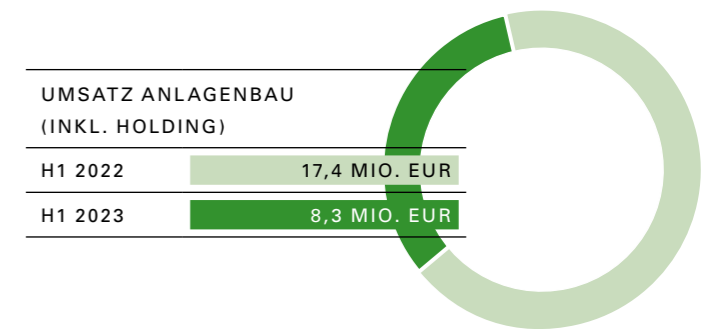 UMSATZ ANLAGENBAU
(INKL. HOLDING)
H1 2022 17,4 MIO. EUR
H1 2023 8,3 MIO. EUR